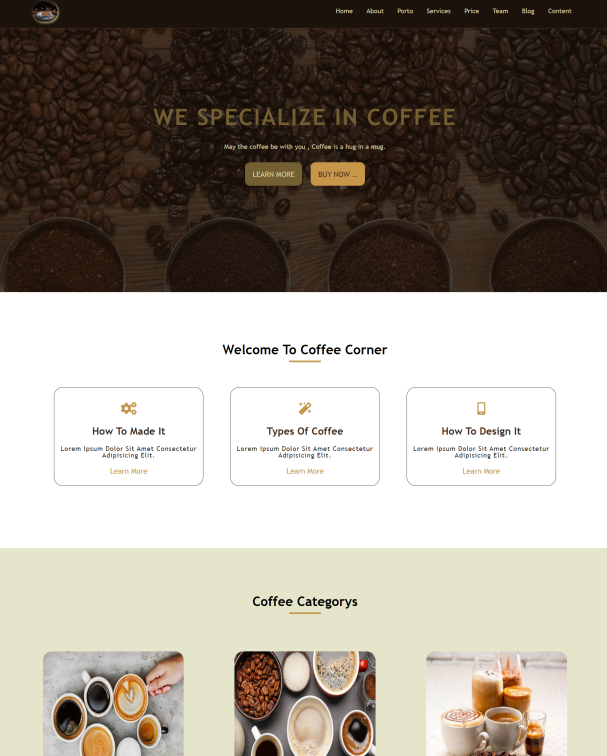 Home About Porto Services Price Team Blog Content
WE SPECIALIZE IN COFFEE
May the coffee be with you , Coffee is a hug in a mug.
LEARN MORE BUY NOW ..
Welcome To Coffee Corner
How To Made It
Lorem Ipsum Dolor Sit Amet Consectetur
Adipisicing Elit.
Learn More
Types Of Coffee
Lorem Ipsum Dolor Sit Amet Consectetur
Adipisicing Elit.
Learn More
How To Design It
Lorem Ipsum Dolor Sit Amet Consectetur
Adipisicing Elit.
Learn More
Coffee Categorys